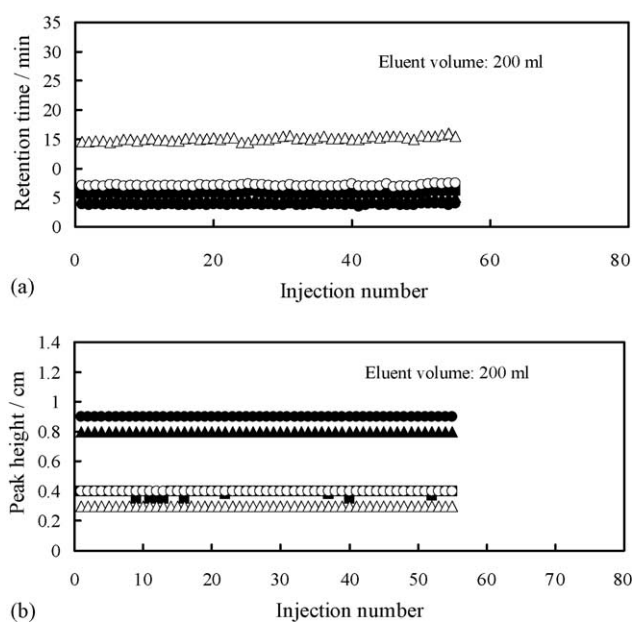 35
30
25
20
15
0
5
0
Retention time / min
Eluent volume: 200 ml
0 20 40 60 80
Injection number
(a)
1.4
1.2
1
0.8
0.6
0.4
0.2
0
Peak height / cm
Eluent volume: 200 ml
0 10 20 30 40 50 60 70 80
Injection number
(b)